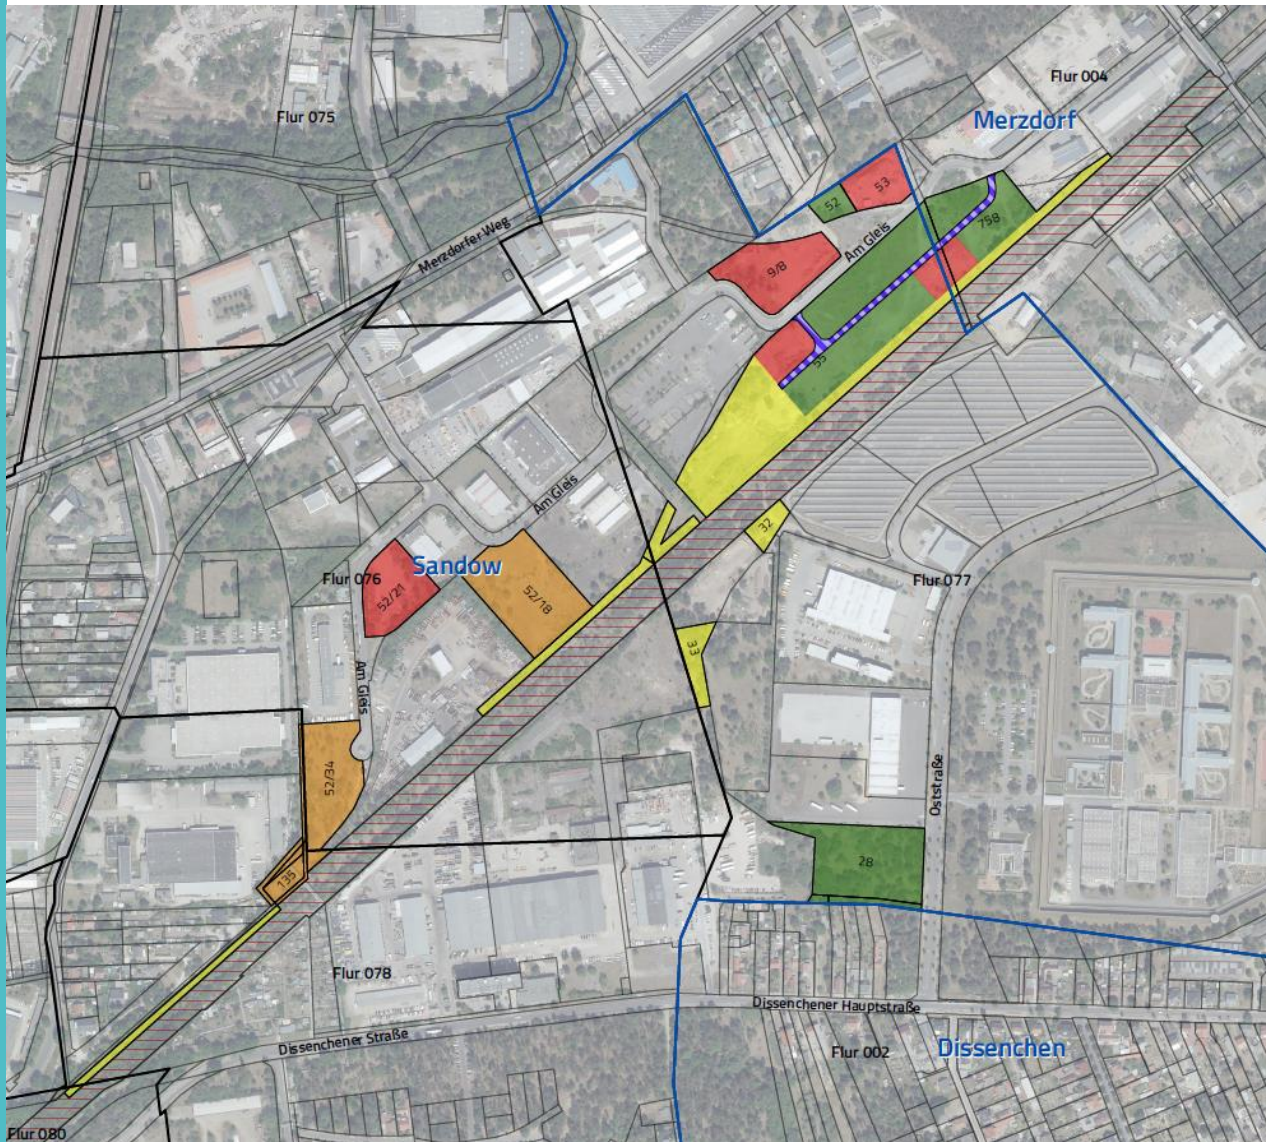 Flur 004
Flur 075
Merzdorf
53
52
758
Merzdorfer Weg
Am Gleis
9/8
55
Am Gleis
32
Sandow
Flur 076
Flur 077
52/21
52/18
33
Am Gleis
52/34
Oststraße
28
135
Flur 078
Dissenchener Hauptstraße
Dissenchener Straße
Flur 002
Dissenchen
Flur 080